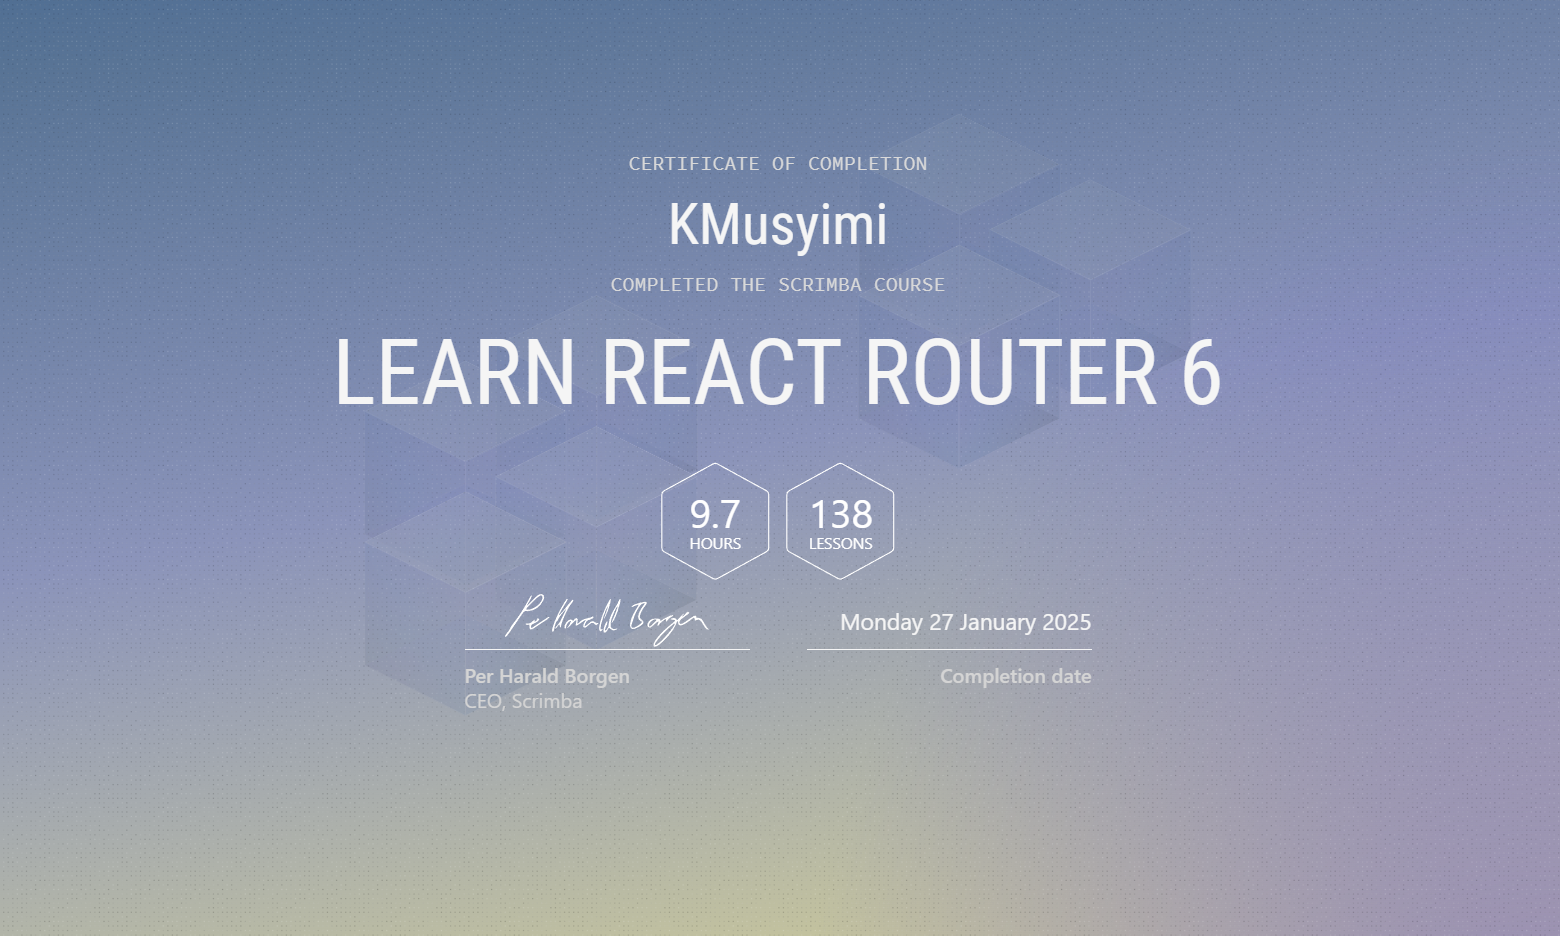 CERTIFICATE OF COMPLETION
KMusyimi
COMPLETED THE SCRIMBA COURSE
LEARN REACT ROUTER 6
9.7
HOURS
138
LESSONS
Per Harald Borgen
Monday 27 January 2025
Per Harald Borgen
Completion date
CEO, Scrimba